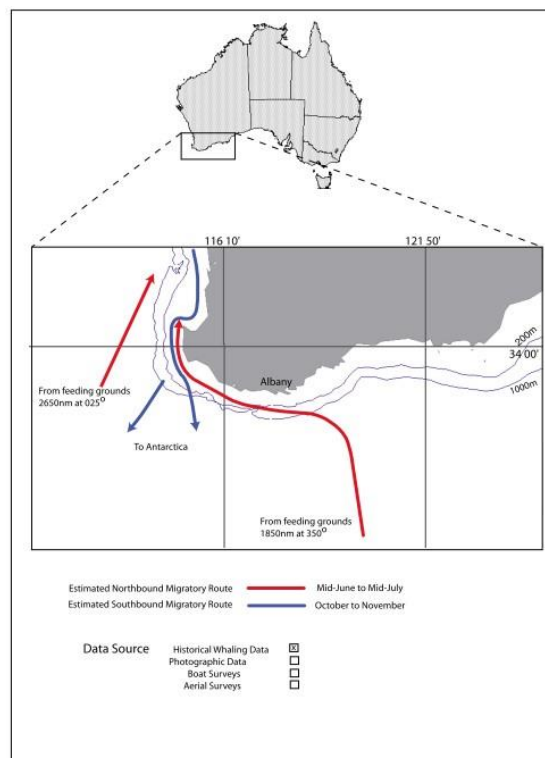 116 10'
121 50'
200m
34 00'
1000m
Albany
From feeding grounds
2650nm at 025°
To Antarctica
From feeding grounds
1850nm at 350°
Estimated Northbound Migratory Route
Mid-June to Mid-July
Estimated Southbound Migratory Route
October to November
Data Source
Historical Whaling Data
Photographic Data
Boat Surveys
Aerial Surveys